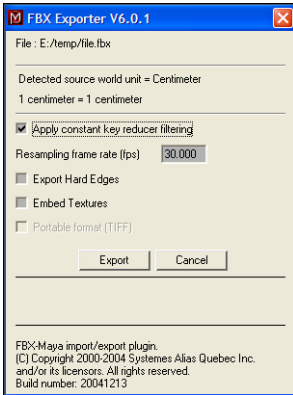 FBX Exporter V6.0.1
File : E:/temp/file.fbx
Detected source world unit = Centimeter
1 centimeter = 1 centimeter
Apply constant key reducer filtering
Resampling frame rate (fps) 30.000
Export Hard Edges
Embed Textures
Portable format (TIFF)
Export Cancel
FBX-Maya import/export plugin.
(C) Copyright 2000-2004 Systemes Alias Quebec Inc.
and/or its licensors. All rights reserved.
Build number: 20041213